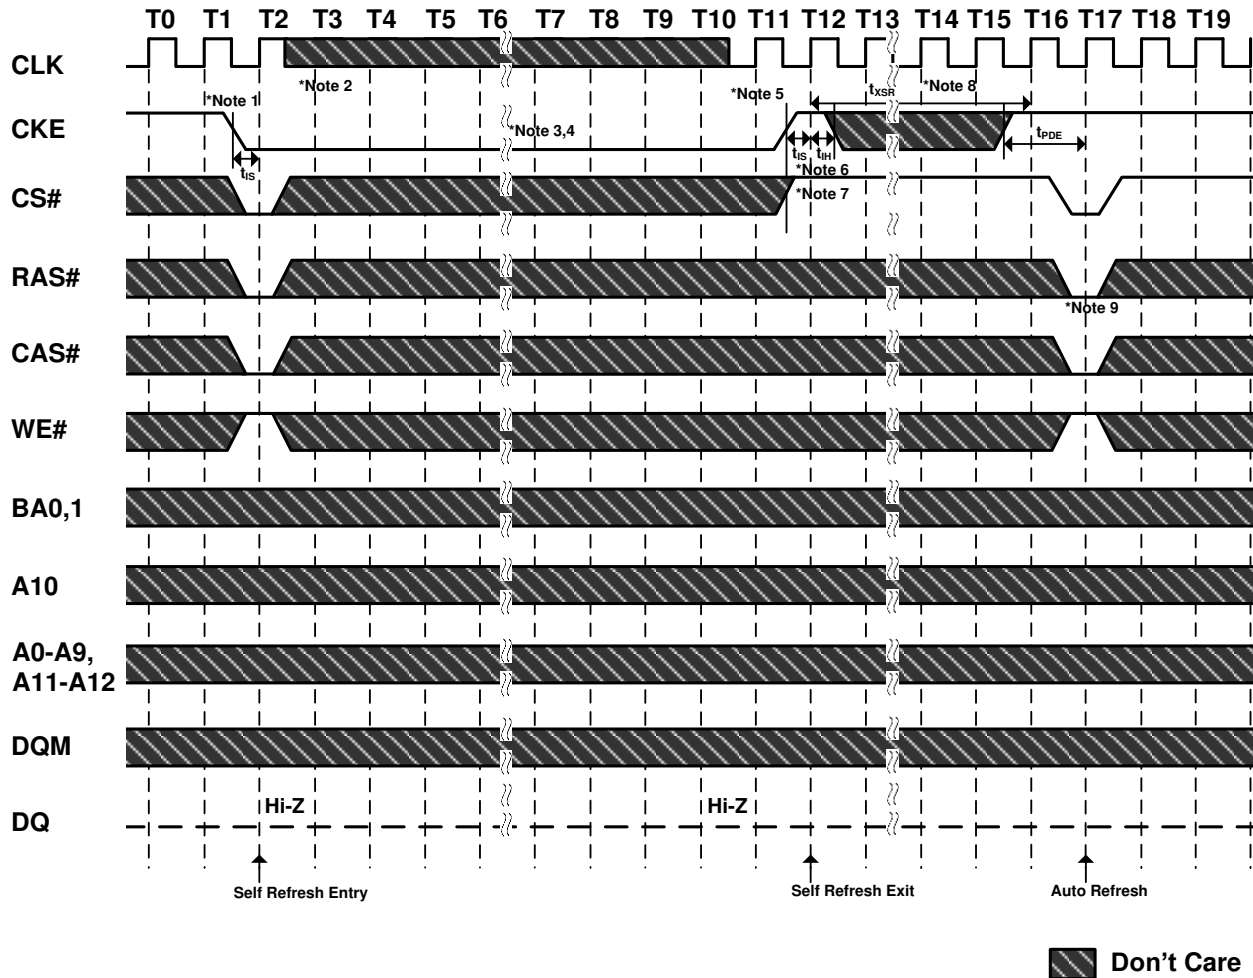 T0 T1 T2 T3 T4 T5 T6 T7 T8 T9 T10 T11 T12 T13 T14 T15 T16 T17 T18 T19
CLK
*Note 2
*Note 5
tXSR
*Note 8
*Note 1
CKE
*Note 3,4
tPDE
tIS
tIS
tIH
*Note 6
CS#
*Note 7
RAS#
*Note 9
CAS#
WE#
BA0,1
A10
A0-A9,
A11-A12
DQM
Hi-Z
Hi-Z
DQ
Self Refresh Entry
Self Refresh Exit
Auto Refresh
Don't Care